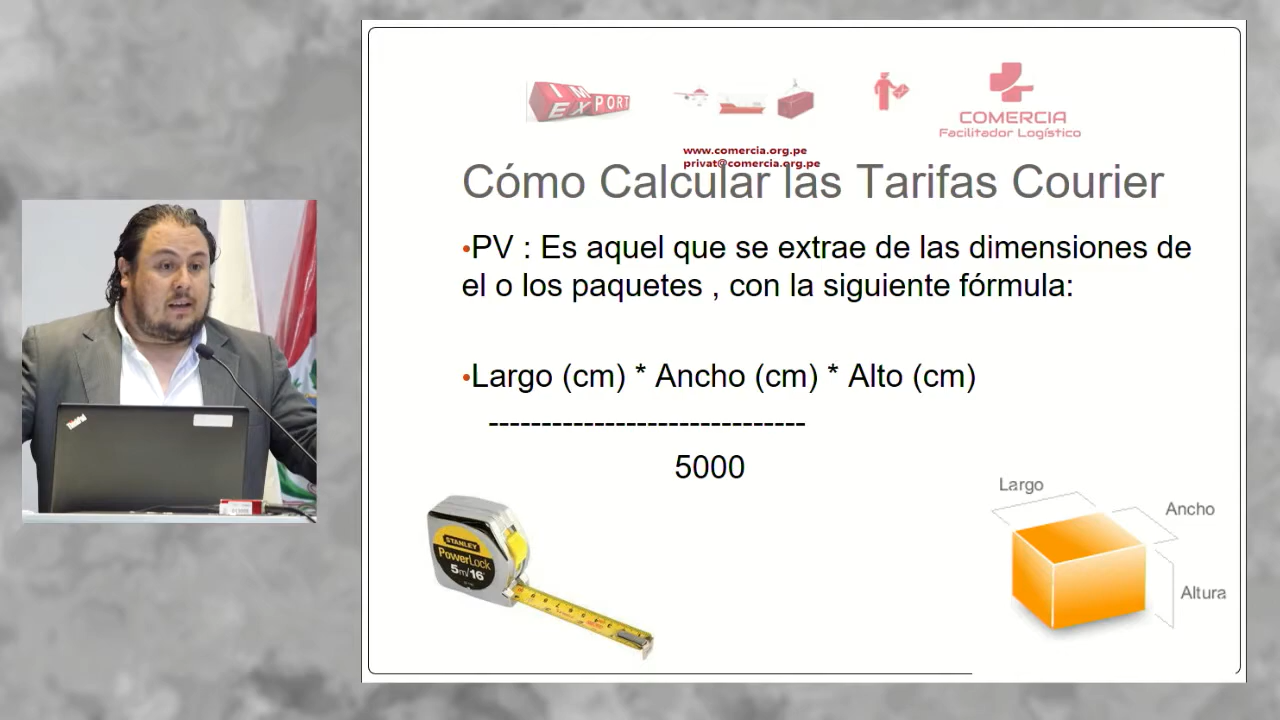 IM
EXPORT
COMERCIA
Facilitador Logístico
www.comercia.org.pe
privat@comercia.org.pe
Cómo Calcular las Tarifas Courier
•PV : Es aquel que se extrae de las dimensiones de
el o los paquetes , con la siguiente fórmula:
•Largo (cm) * Ancho (cm) * Alto (cm)
------------------------------
5000
STANLEY
PowerLock
5m/16'
Largo
Ancho
Altura
ThinkPad